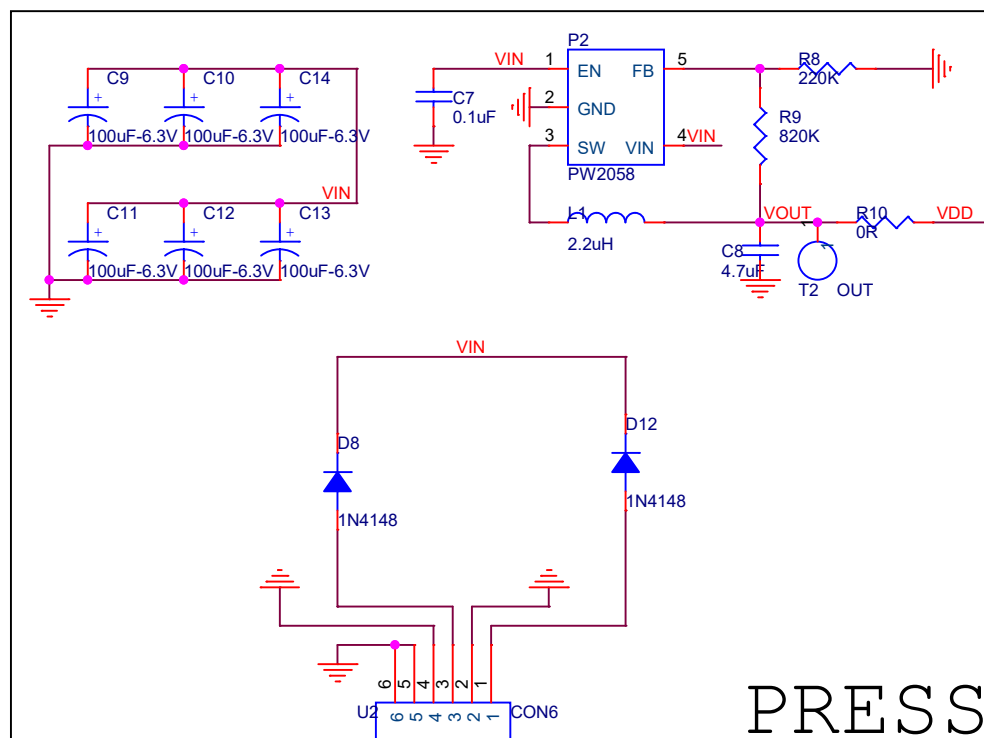 P2
VIN 1 EN FB 5 R8
220K
C9 C10 C14
+ + +
100uF-6.3V 100uF-6.3V 100uF-6.3V
C7
0.1uF
2 GND
R9
820K
3 SW VIN 4 VIN
PW2058
VIN
C11 C12 C13
+ + +
100uF-6.3V 100uF-6.3V 100uF-6.3V
L1
2.2uH
VOUT 1 R10 VDD
0R
C8
4.7uF
1
T2 OUT
VIN
D8
1N4148
D12
1N4148
6 5 4 3 2 1
U2 6 5 4 3 2 1 CON6
PRESS